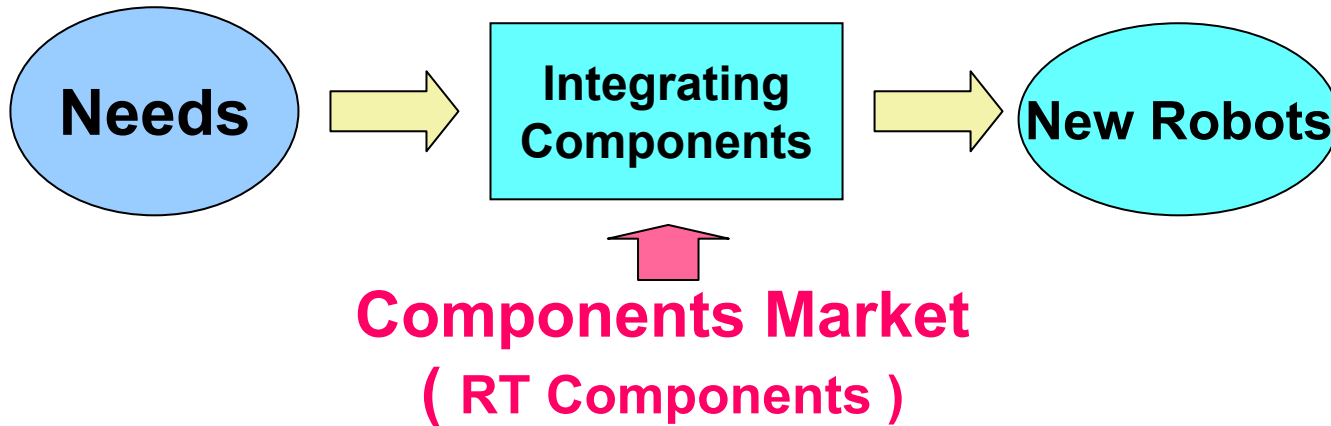 Needs
Integrating
Components
New Robots
Components Market
( RT Components )